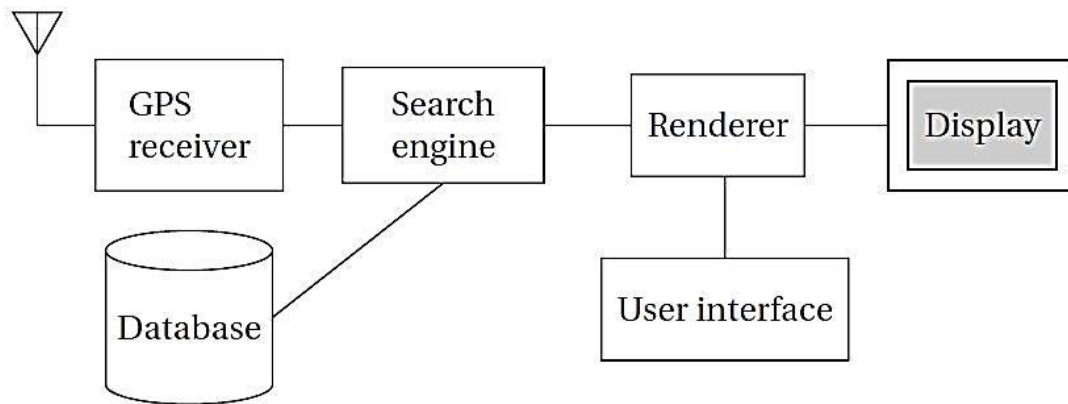 GPS
receiver
Search
engine
Renderer
Display
Database
User interface